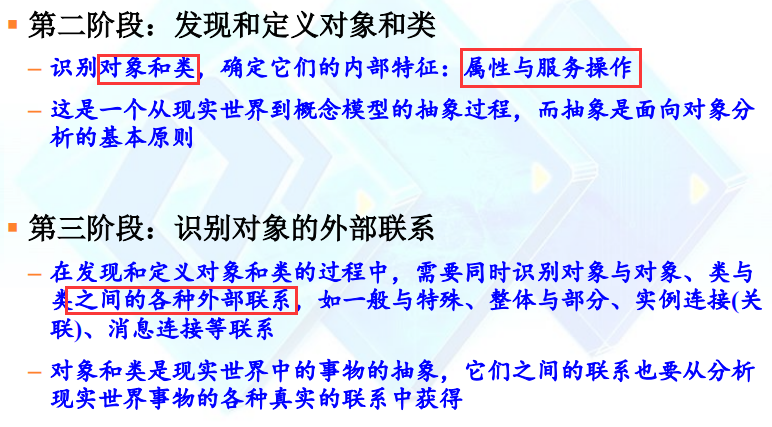 第二阶段：发现和定义对象和类
– 识别对象和类，确定它们的内部特征：属性与服务操作
– 这是一个从现实世界到概念模型的抽象过程，而抽象是面向对象分
析的基本原则
第三阶段：识别对象的外部联系
– 在发现和定义对象和类的过程中，需要同时识别对象与对象、类与
类之间的各种外部联系，如一般与特殊、整体与部分、实例连接(关
联)、消息连接等联系
– 对象和类是现实世界中的事物的抽象，它们之间的联系也要从分析
现实世界事物的各种真实的联系中获得